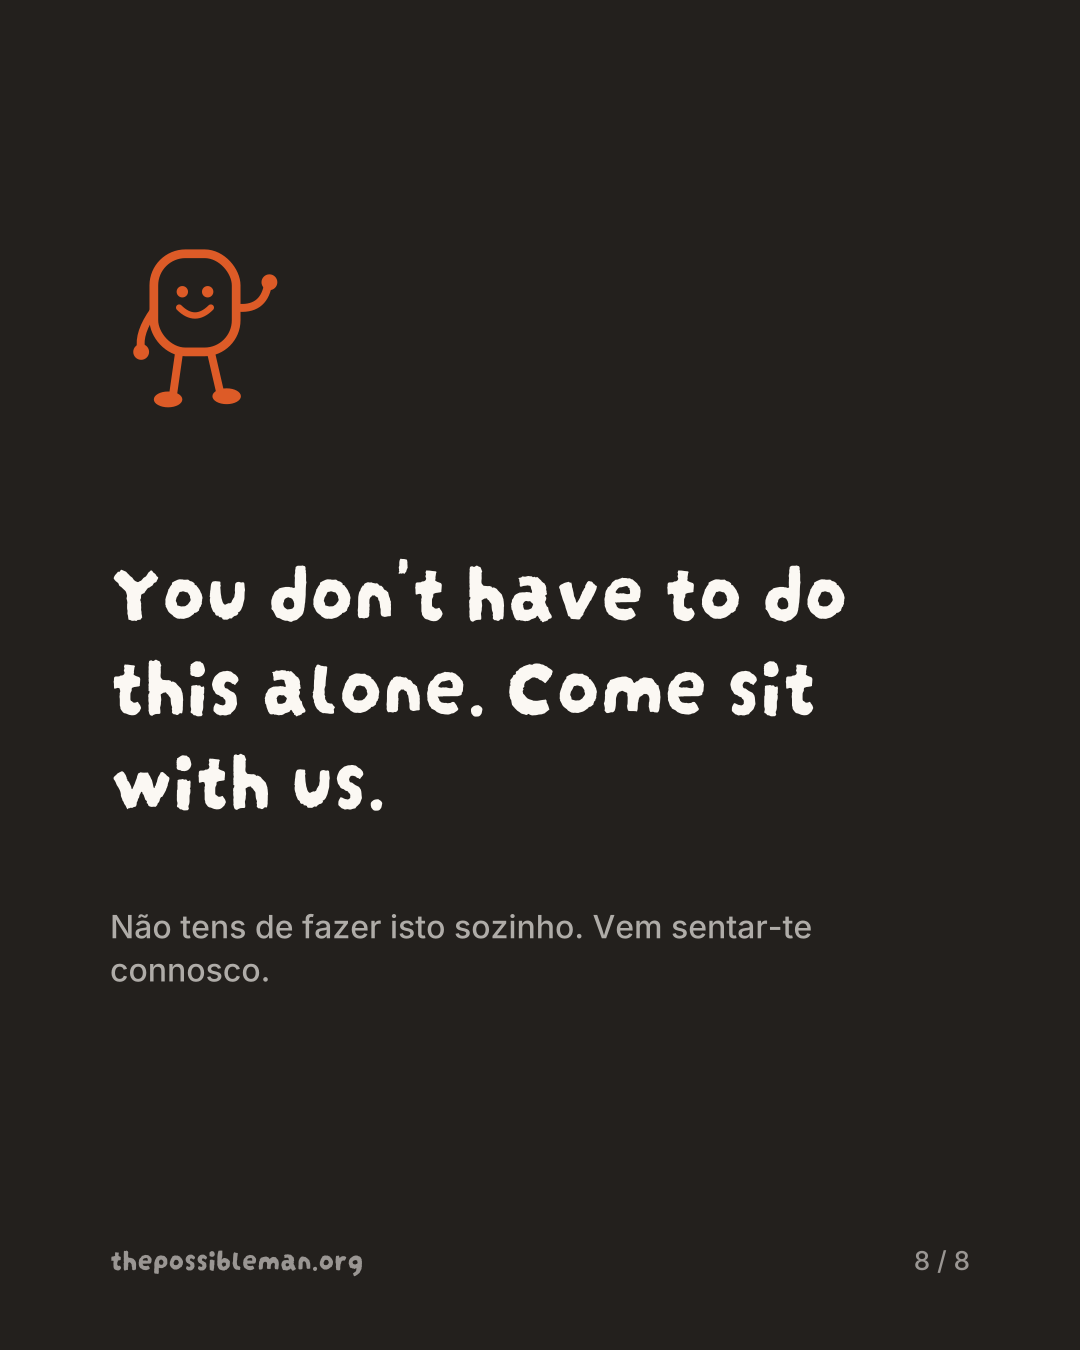 You don't have to do
this alone. Come sit
with us.
Não tens de fazer isto sozinho. Vem sentar-te
connosco.
thepossibleman.org
8 / 8